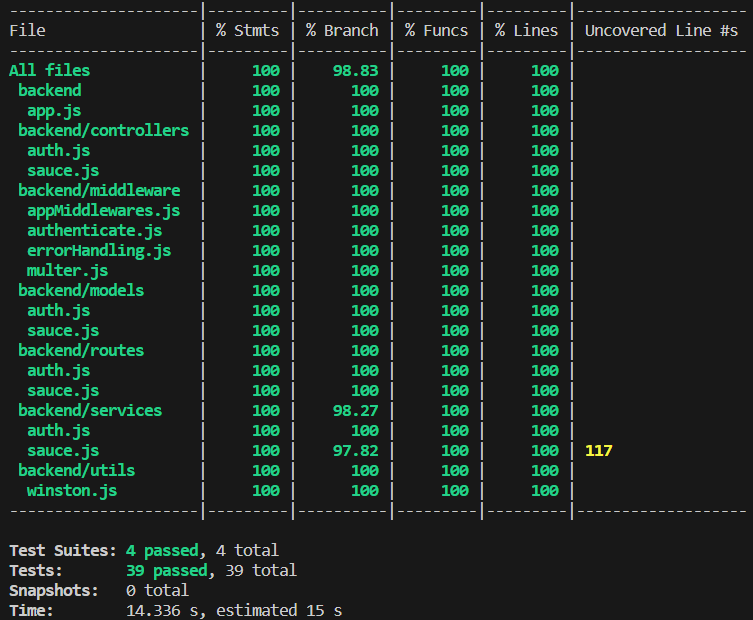 ---------------------|---------|----------|---------|---------|-------------------
File                 | % Stmts | % Branch | % Funcs | % Lines | Uncovered Line #s
---------------------|---------|----------|---------|---------|-------------------
All files            |     100 |    98.83 |     100 |     100 |
 backend             |     100 |      100 |     100 |     100 |
  app.js             |     100 |      100 |     100 |     100 |
 backend/controllers |     100 |      100 |     100 |     100 |
  auth.js            |     100 |      100 |     100 |     100 |
  sauce.js           |     100 |      100 |     100 |     100 |
 backend/middleware  |     100 |      100 |     100 |     100 |
  appMiddlewares.js  |     100 |      100 |     100 |     100 |
  authenticate.js    |     100 |      100 |     100 |     100 |
  errorHandling.js   |     100 |      100 |     100 |     100 |
  multer.js          |     100 |      100 |     100 |     100 |
 backend/models      |     100 |      100 |     100 |     100 |
  auth.js            |     100 |      100 |     100 |     100 |
  sauce.js           |     100 |      100 |     100 |     100 |
 backend/routes      |     100 |      100 |     100 |     100 |
  auth.js            |     100 |      100 |     100 |     100 |
  sauce.js           |     100 |      100 |     100 |     100 |
 backend/services    |     100 |    98.27 |     100 |     100 |
  auth.js            |     100 |      100 |     100 |     100 |
  sauce.js           |     100 |    97.82 |     100 |     100 | 117
 backend/utils       |     100 |      100 |     100 |     100 |
  winston.js         |     100 |      100 |     100 |     100 |
---------------------|---------|----------|---------|---------|-------------------
Test Suites: 4 passed, 4 total
Tests:       39 passed, 39 total
Snapshots:   0 total
Time:        14.336 s, estimated 15 s